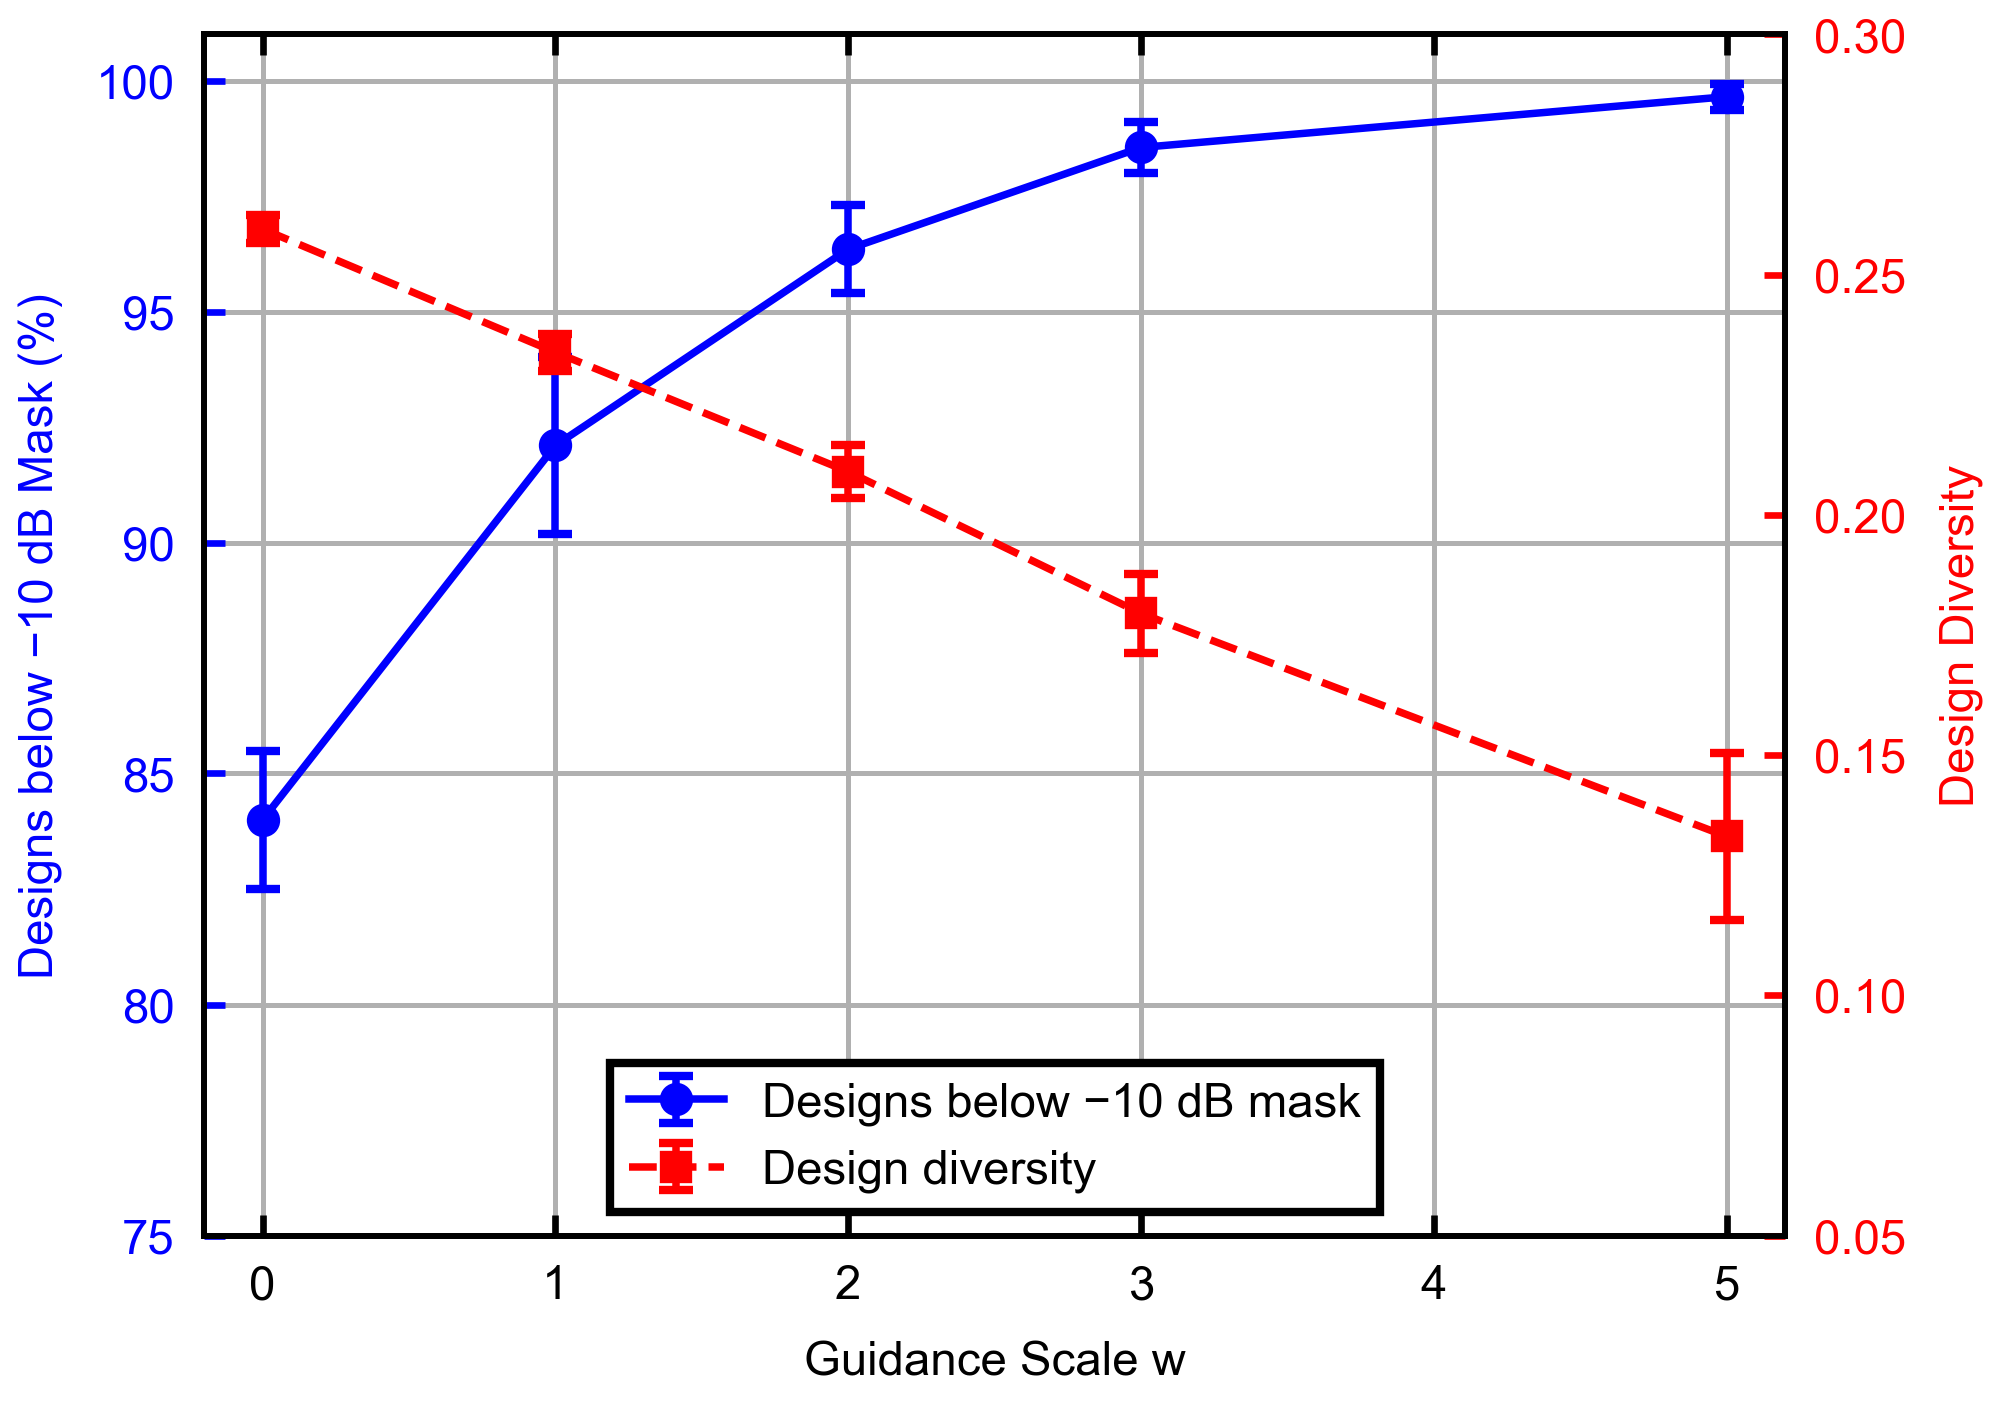 Designs below −10 dB Mask (%)
100
95
90
85
80
75
0.30
0.25
0.20
0.15
0.10
0.05
Design Diversity
Designs below −10 dB mask
Design diversity
0 1 2 3 4 5
Guidance Scale w